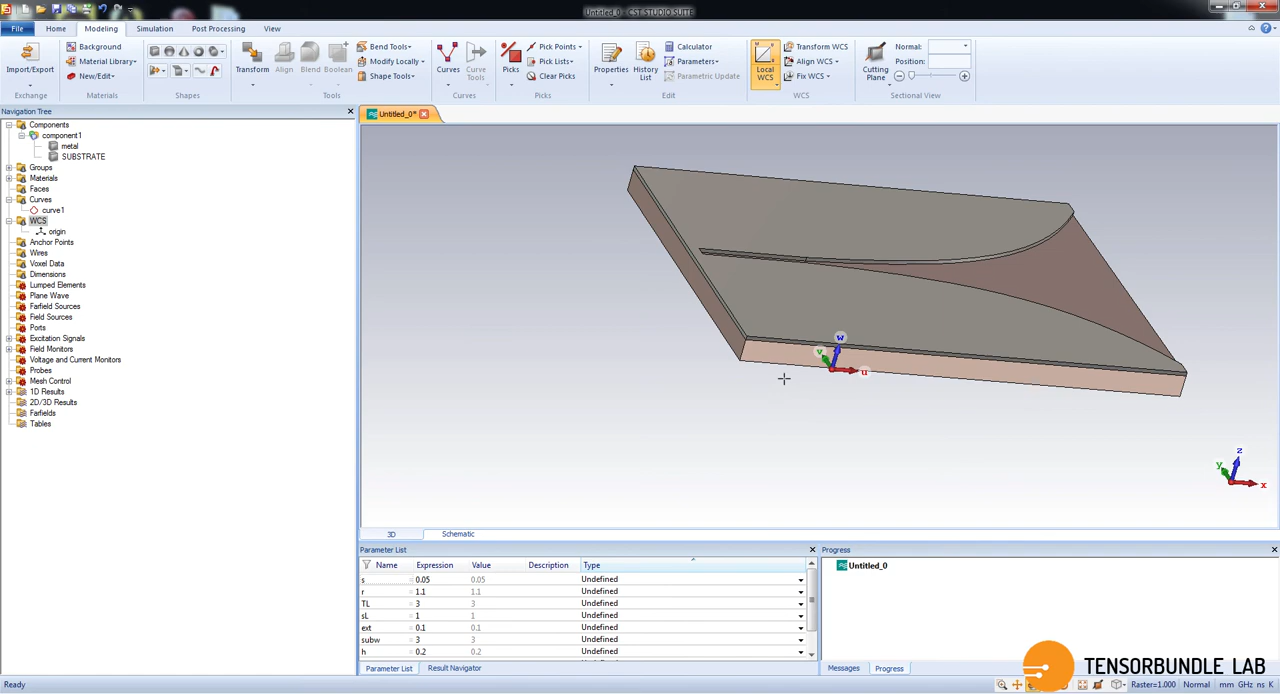 Untitled_0 - CST STUDIO SUITE
File Home Modeling Simulation Post Processing View
Import/Export
Exchange
Background
Material Library
New/Edit
Materials
Shapes
Transform Align Blend Boolean
Bend Tools
Modify Locally
Shape Tools
Tools
Curves Curve Tools
Curves
Picks
Pick Points
Pick Lists
Clear Picks
Picks
Properties History List
Calculator
Parameters
Parametric Update
Edit
Local WCS
Transform WCS
Align WCS
Fix WCS
WCS
Cutting Plane
Normal:
Position:
Sectional View
Navigation Tree
Untitled_0*
Components
component1
metal
SUBSTRATE
Groups
Materials
Faces
Curves
curve1
WCS
origin
Anchor Points
Wires
Voxel Data
Dimensions
Lumped Elements
Plane Wave
Farfield Sources
Field Sources
Ports
Excitation Signals
Field Monitors
Voltage and Current Monitors
Probes
Mesh Control
1D Results
2D/3D Results
Farfields
Tables
w
v
u
z
y
x
3D Schematic
Parameter List
Name Expression Value Description Type
s = 0.05 0.05 Undefined
r = 1.1 1.1 Undefined
TL = 3 3 Undefined
sL = 1 1 Undefined
ext = 0.1 0.1 Undefined
subw = 3 3 Undefined
h = 0.2 0.2 Undefined
Parameter List Result Navigator
Progress
Untitled_0
Messages Progress
TENSORBUNDLE LAB
Ready
Raster=1.000 Normal mm GHz ns K